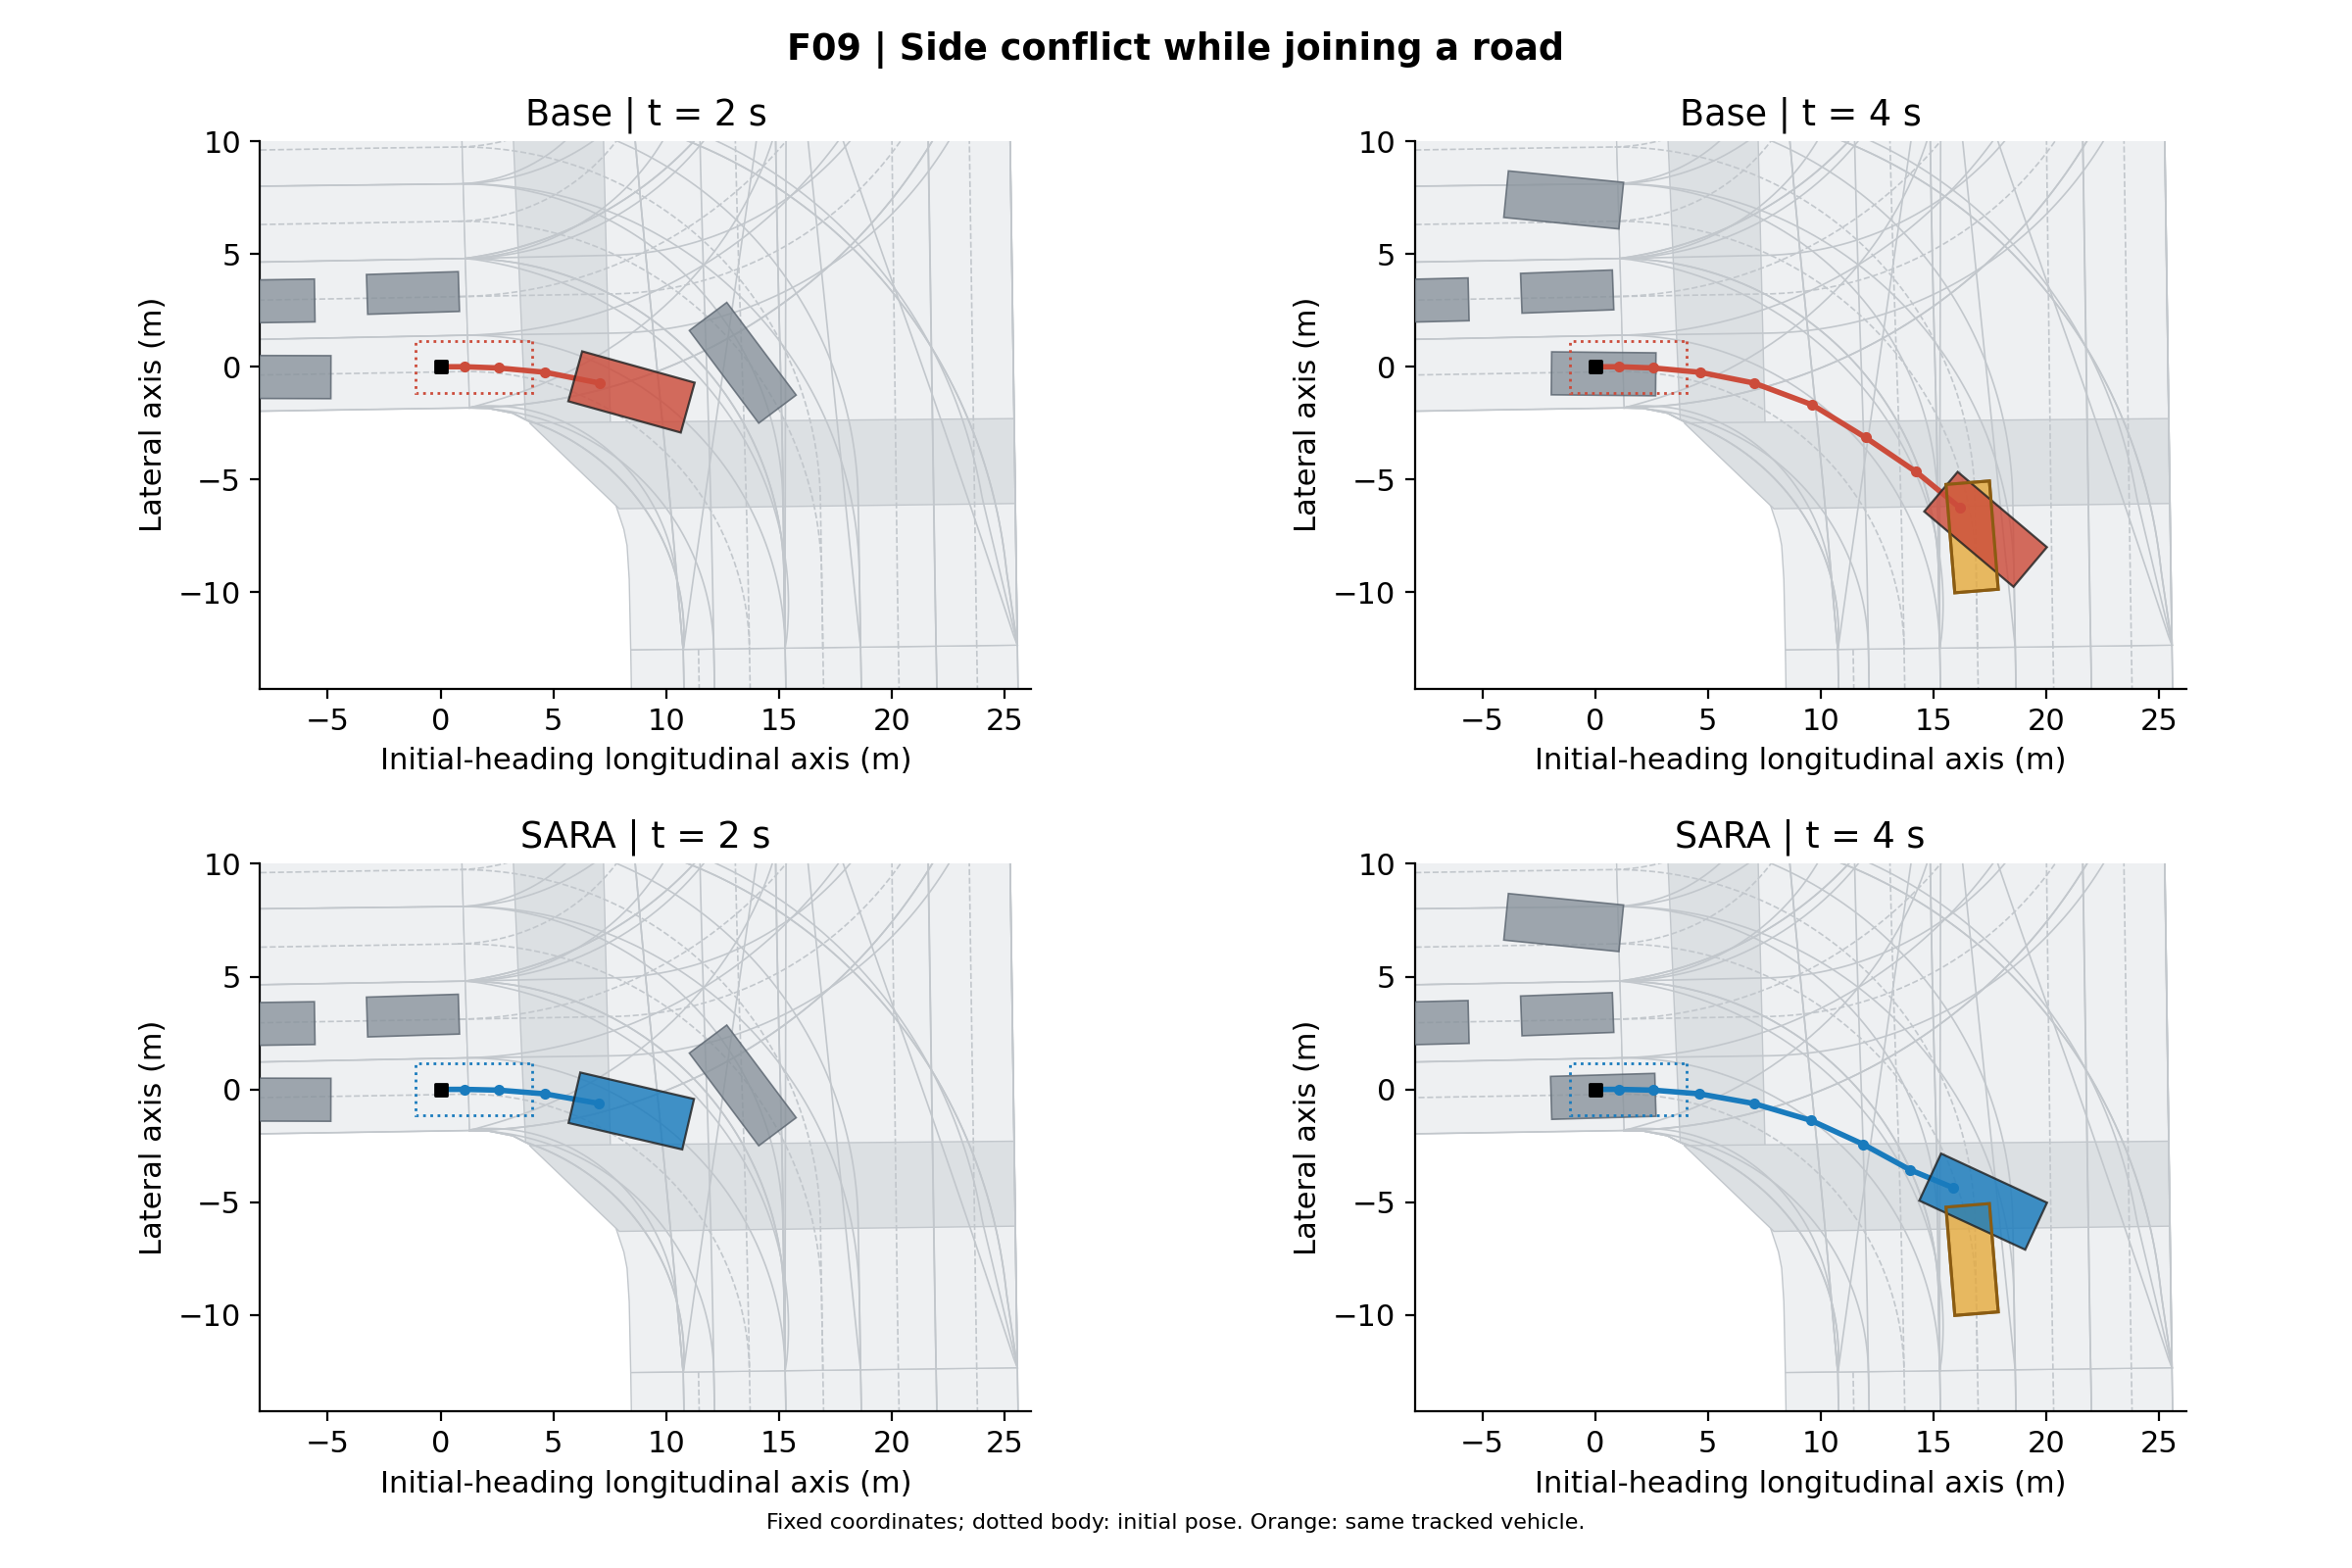 F09 | Side conflict while joining a road
Base | t = 2 s
Base | t = 4 s
10
5
0
−5
−10
Lateral axis (m)
−5 0 5 10 15 20 25
Initial-heading longitudinal axis (m)
10
5
0
−5
−10
Lateral axis (m)
−5 0 5 10 15 20 25
Initial-heading longitudinal axis (m)
SARA | t = 2 s
SARA | t = 4 s
10
5
0
−5
−10
Lateral axis (m)
−5 0 5 10 15 20 25
Initial-heading longitudinal axis (m)
10
5
0
−5
−10
Lateral axis (m)
−5 0 5 10 15 20 25
Initial-heading longitudinal axis (m)
Fixed coordinates; dotted body: initial pose. Orange: same tracked vehicle.